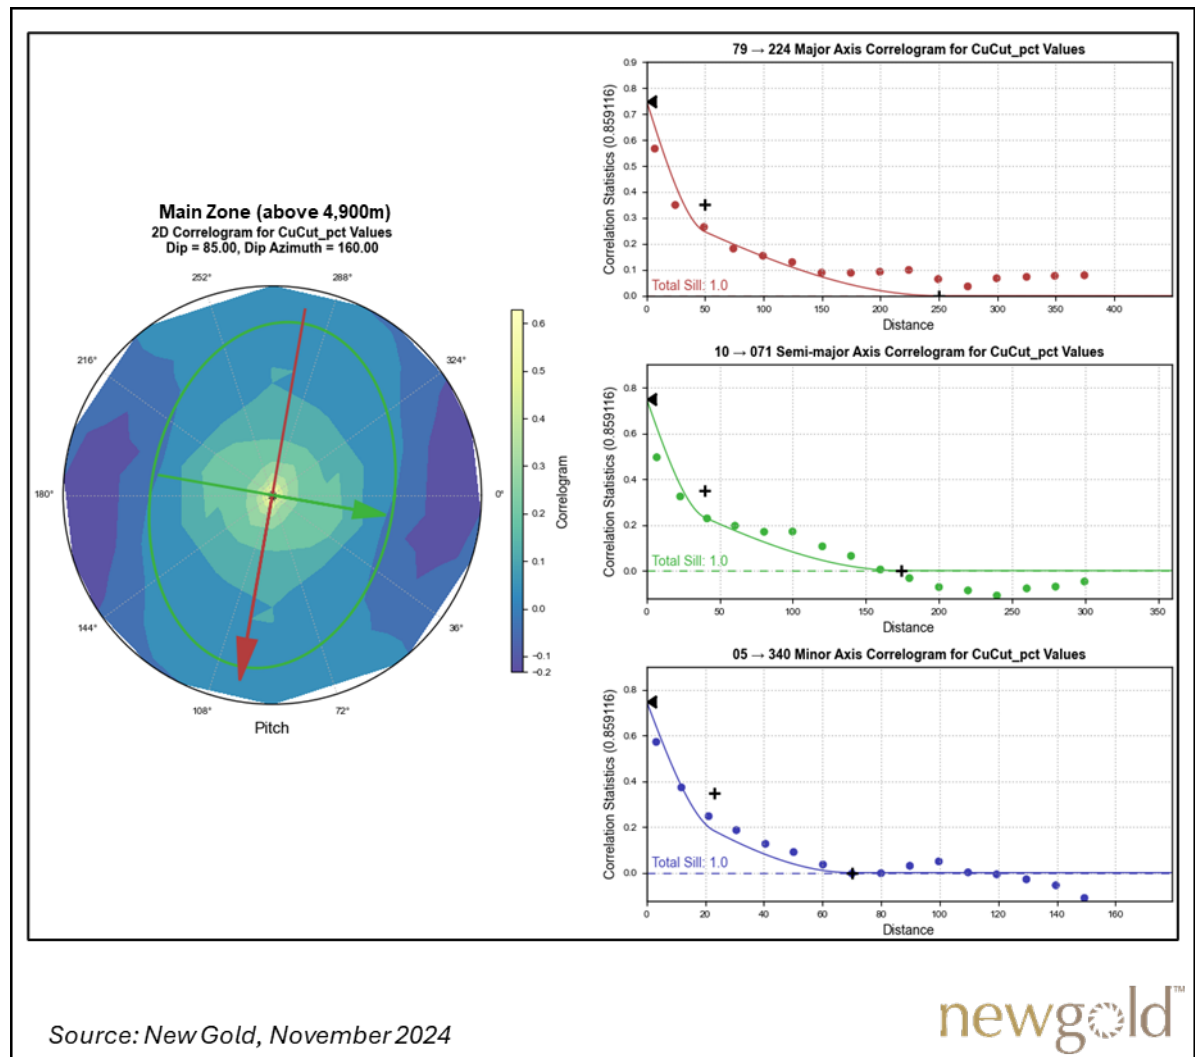 Main Zone (above 4,900m)
2D Correlogram for CuCut_pct Values
Dip = 85.00, Dip Azimuth = 160.00
252°
288°
216°
324°
180°
0°
144°
36°
108°
72°
Pitch
0.6
0.5
0.4
0.3
0.2
0.1
0.0
−0.1
−0.2
Correlogram
79 → 224 Major Axis Correlogram for CuCut_pct Values
Correlation Statistics (0.859116)
0.9
0.8
0.7
0.6
0.5
0.4
0.3
0.2
0.1
0.0
Total Sill: 1.0
0 50 100 150 200 250 300 350 400
Distance
10 → 071 Semi-major Axis Correlogram for CuCut_pct Values
Correlation Statistics (0.859116)
0.8
0.6
0.4
0.2
0.0
Total Sill: 1.0
0 50 100 150 200 250 300 350
Distance
05 → 340 Minor Axis Correlogram for CuCut_pct Values
Correlation Statistics (0.859116)
0.8
0.6
0.4
0.2
0.0
Total Sill: 1.0
0 20 40 60 80 100 120 140 160
Distance
Source: New Gold, November 2024
newgold™